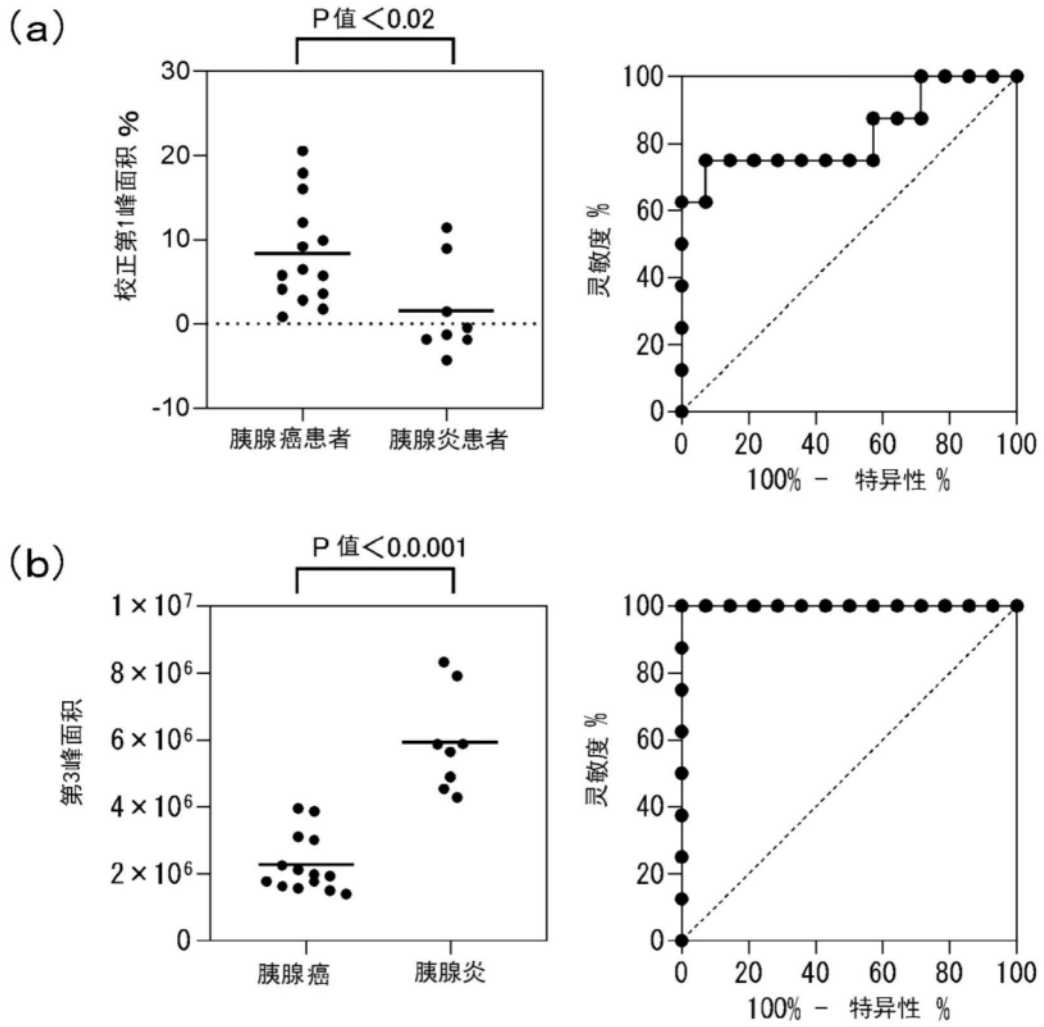 (a)
P值<0.02
校正第1峰面积 %
30
20
10
0
-10
胰腺癌患者 胰腺炎患者
灵敏度 %
100
80
60
40
20
0
0 20 40 60 80 100
100% - 特异性 %
(b)
P值<0.0.001
第3峰面积
1×10⁷
8×10⁶
6×10⁶
4×10⁶
2×10⁶
0
胰腺癌 胰腺炎
灵敏度 %
100
80
60
40
20
0
0 20 40 60 80 100
100% - 特异性 %